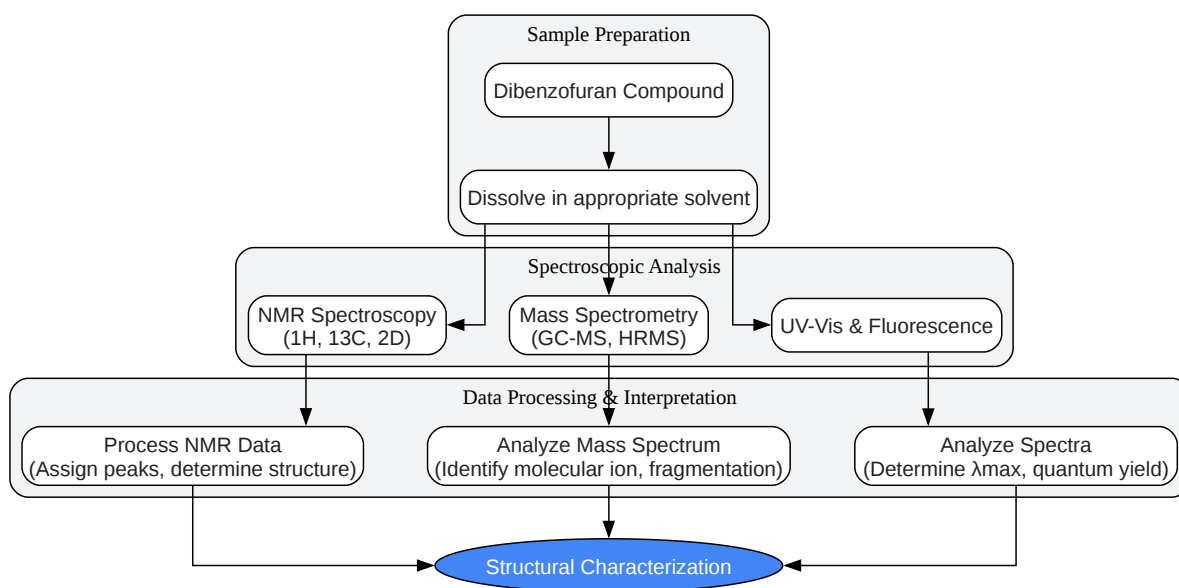 Sample Preparation
Dibenzofuran Compound
Dissolve in appropriate solvent
Spectroscopic Analysis
NMR Spectroscopy
(1H, 13C, 2D)
Mass Spectrometry
(GC-MS, HRMS)
UV-Vis & Fluorescence
Data Processing & Interpretation
Process NMR Data
(Assign peaks, determine structure)
Analyze Mass Spectrum
(Identify molecular ion, fragmentation)
Analyze Spectra
(Determine λmax, quantum yield)
Structural Characterization